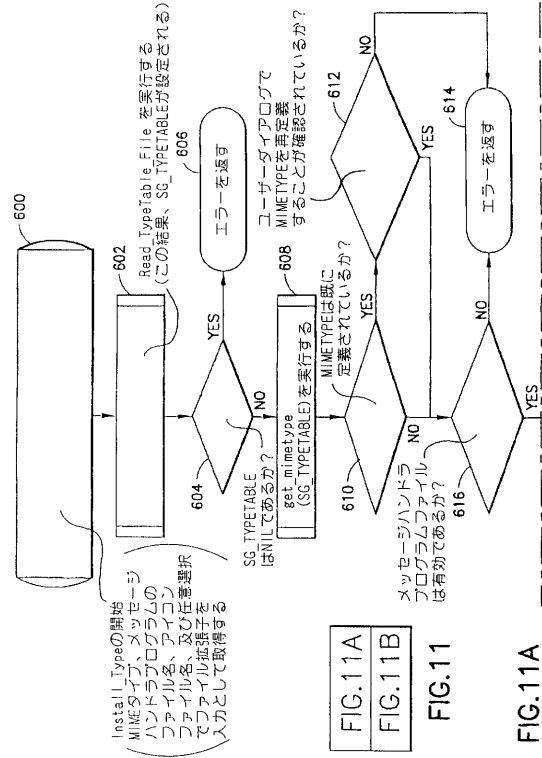 600
Install_Typeの開始
MIMEタイプ、メッセージ
ハンドラプログラムの
ファイル名、アイコン
ファイル名、及び任意選択
でファイル拡張子を
入力として取得する
602
Read_TypeTable_File を実行する
(この結果、SG_TYPETABLEが設定される)
604
SG_TYPETABLE
はNILであるか?
YES
606
エラーを返す
NO
608
get_mimetype
(SG_TYPETABLE)を実行する
610
MIMETYPEは既に
定義されているか?
YES
ユーザーダイアログで
MIMETYPEを再定義
することが確認されているか?
612
NO
YES
NO
メッセージハンドラ
プログラムファイル
は有効であるか?
616
NO
614
エラーを返す
YES
FIG.11A
FIG.11B
FIG.11
FIG.11A